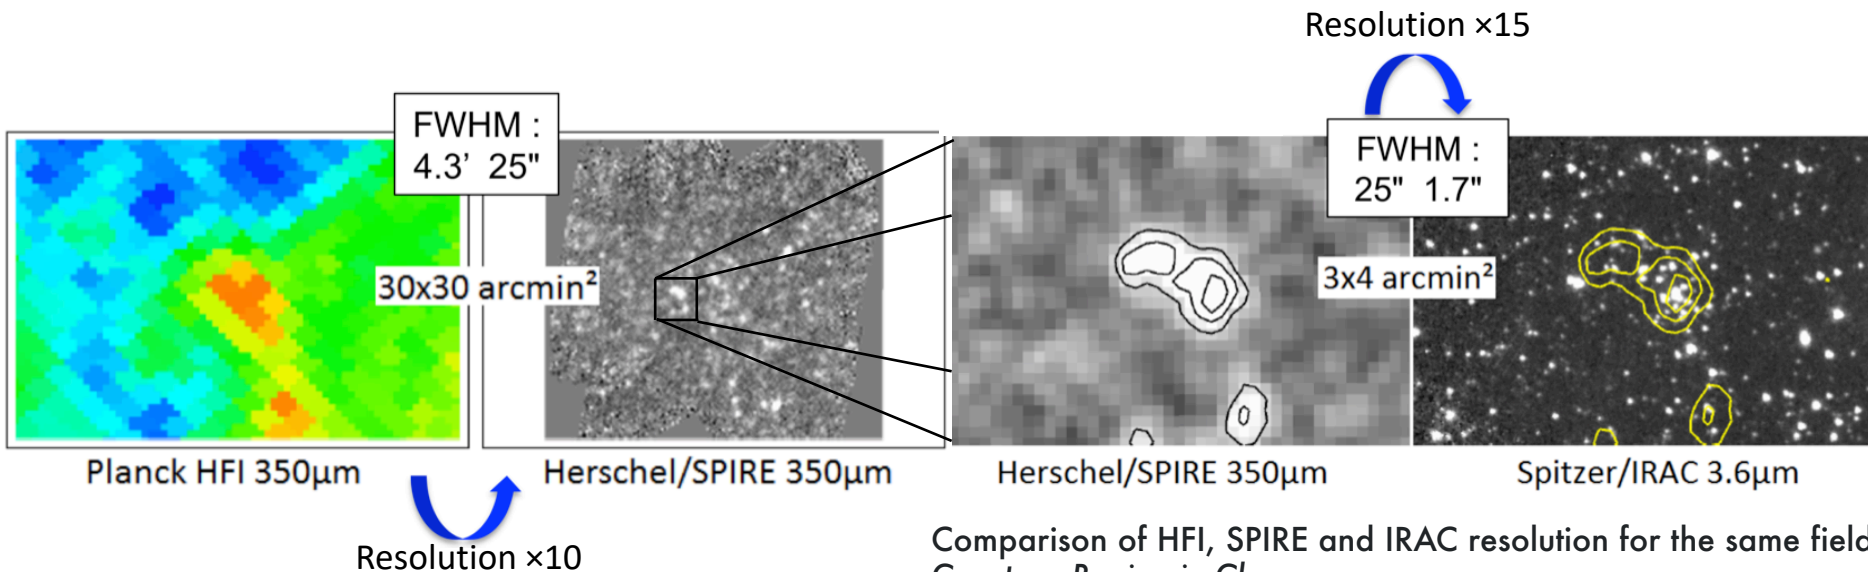 Resolution ×15
FWHM :
4.3’ 25"
FWHM :
25" 1.7"
30x30 arcmin²
3x4 arcmin²
Planck HFI 350µm
Herschel/SPIRE 350µm
Herschel/SPIRE 350µm
Spitzer/IRAC 3.6µm
Resolution ×10
Comparison of HFI, SPIRE and IRAC resolution for the same field